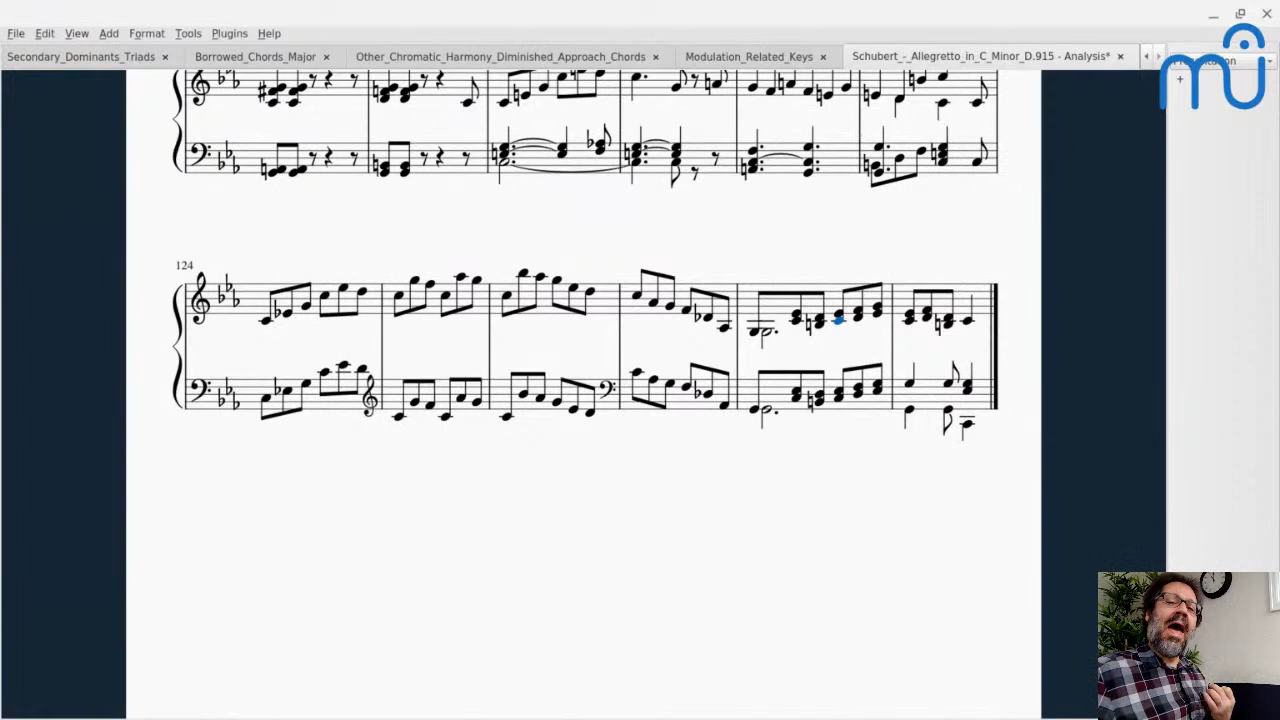 File Edit View Add Format Tools Plugins Help
Secondary_Dominants_Triads × Borrowed_Chords_Major × Other_Chromatic_Harmony_Diminished_Approach_Chords × Modulation_Related_Keys × Schubert_-_Allegretto_in_C_Minor_D.915 - Analysis* ×
124